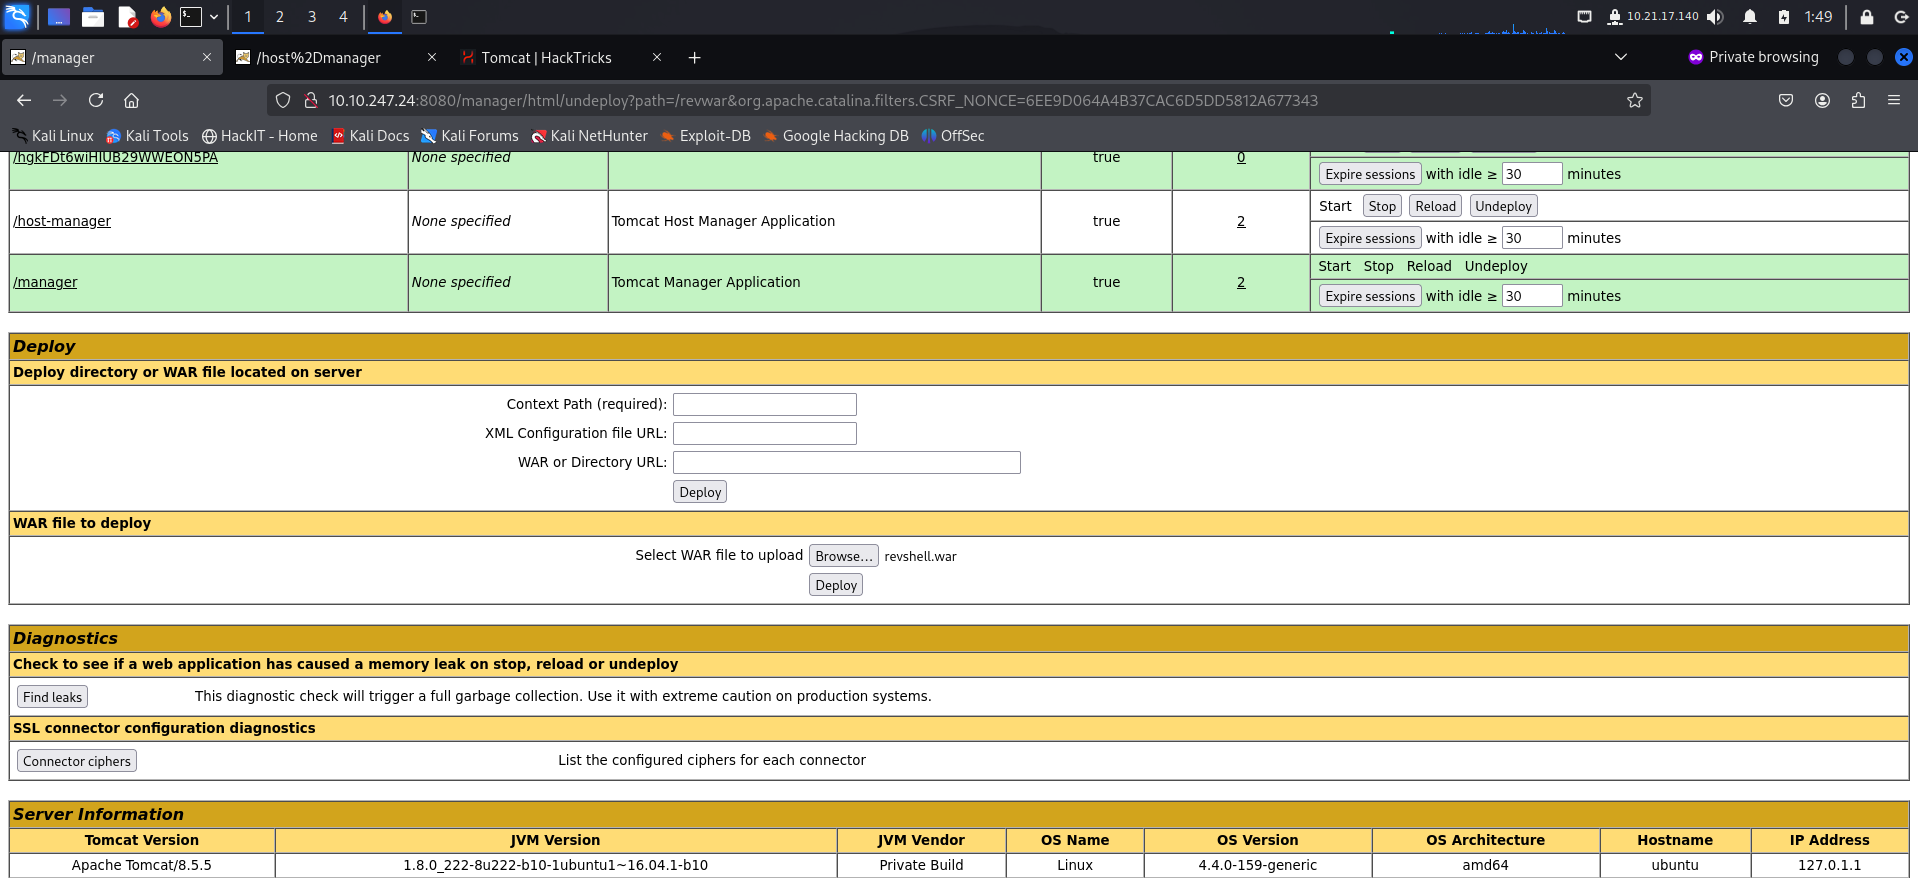 1 2 3 4 10.21.17.140 1:49
/manager /host%2Dmanager Tomcat | HackTricks Private browsing
10.10.247.24:8080/manager/html/undeploy?path=/revwar&org.apache.catalina.filters.CSRF_NONCE=6EE9D064A4B37CAC6D5DD5812A677343
Kali Linux Kali Tools HackIT - Home Kali Docs Kali Forums Kali NetHunter Exploit-DB Google Hacking DB OffSec
/hgkFDt6wiHIUB29WWEON5PA None specified true 0
Expire sessions with idle ≥ 30 minutes
/host-manager None specified Tomcat Host Manager Application true 2 Start Stop Reload Undeploy
Expire sessions with idle ≥ 30 minutes
/manager None specified Tomcat Manager Application true 2 Start Stop Reload Undeploy
Expire sessions with idle ≥ 30 minutes
Deploy
Deploy directory or WAR file located on server
Context Path (required):
XML Configuration file URL:
WAR or Directory URL:
Deploy
WAR file to deploy
Select WAR file to upload Browse... revshell.war
Deploy
Diagnostics
Check to see if a web application has caused a memory leak on stop, reload or undeploy
Find leaks This diagnostic check will trigger a full garbage collection. Use it with extreme caution on production systems.
SSL connector configuration diagnostics
Connector ciphers List the configured ciphers for each connector
Server Information
Tomcat Version JVM Version JVM Vendor OS Name OS Version OS Architecture Hostname IP Address
Apache Tomcat/8.5.5 1.8.0_222-8u222-b10-1ubuntu1~16.04.1-b10 Private Build Linux 4.4.0-159-generic amd64 ubuntu 127.0.1.1